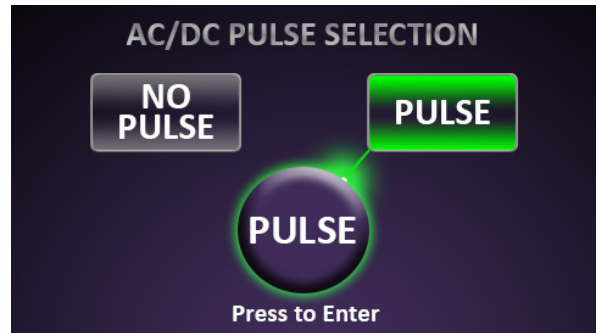 AC/DC PULSE SELECTION
NO
PULSE
PULSE
PULSE
Press to Enter